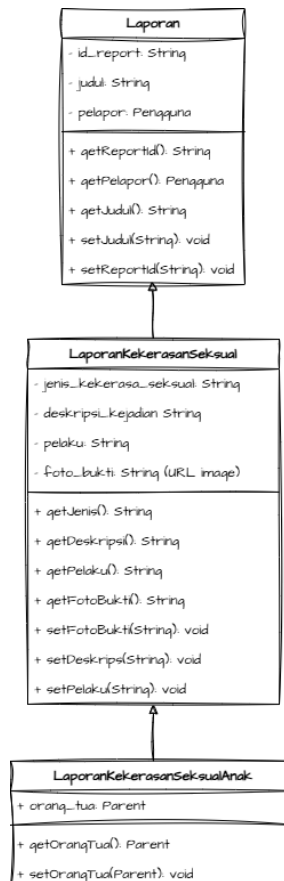 Laporan
- id_report: String
- judul: String
- pelapor: Pengguna
+ getReportId(): String
+ getPelapor(): Pengguna
+ getJudul(): String
+ setJudul(String): void
+ setReportId(String): void
LaporanKekerasanSeksual
- jenis_kekerasa_seksual: String
- deskripsi_kejadian String
- pelaku: String
- foto_bukti: String (URL image)
+ getJenis(): String
+ getDeskripsi(): String
+ getPelaku(): String
+ getFotoBukti(): String
+ setFotoBukti(String): void
+ setDeskrips(String): void
+ setPelaku(String): void
LaporanKekerasanSeksualAnak
+ orang_tua: Parent
+ getOrangTua(): Parent
+ setOrangTua(Parent): void